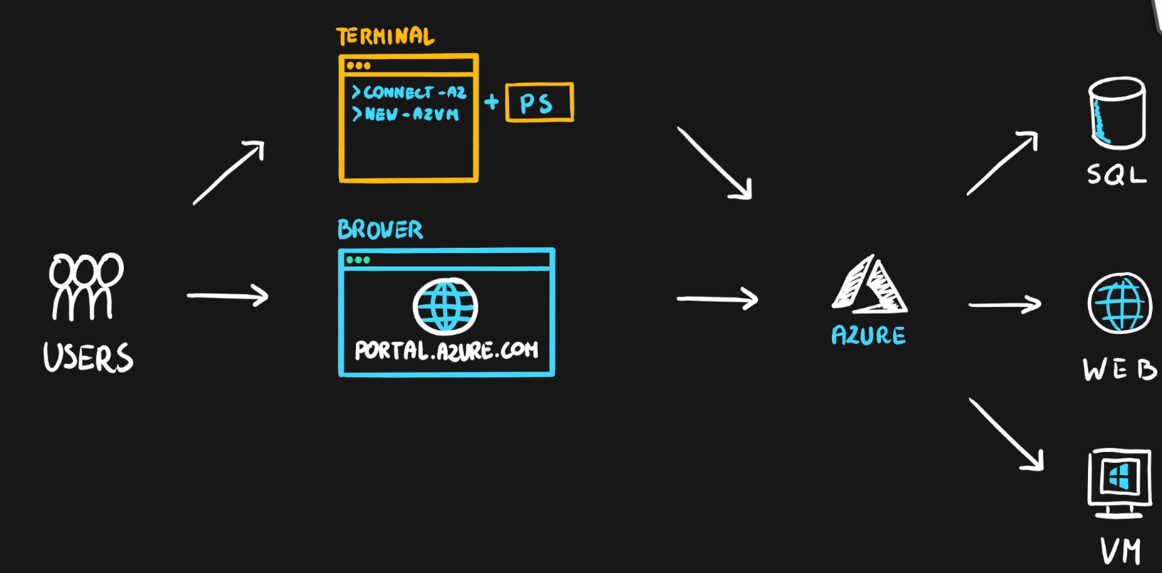 TERMINAL
>CONNECT-AZ
>NEW-AZVM
+ PS
BROWER
PORTAL.AZURE.COM
USERS
AZURE
SQL
WEB
VM